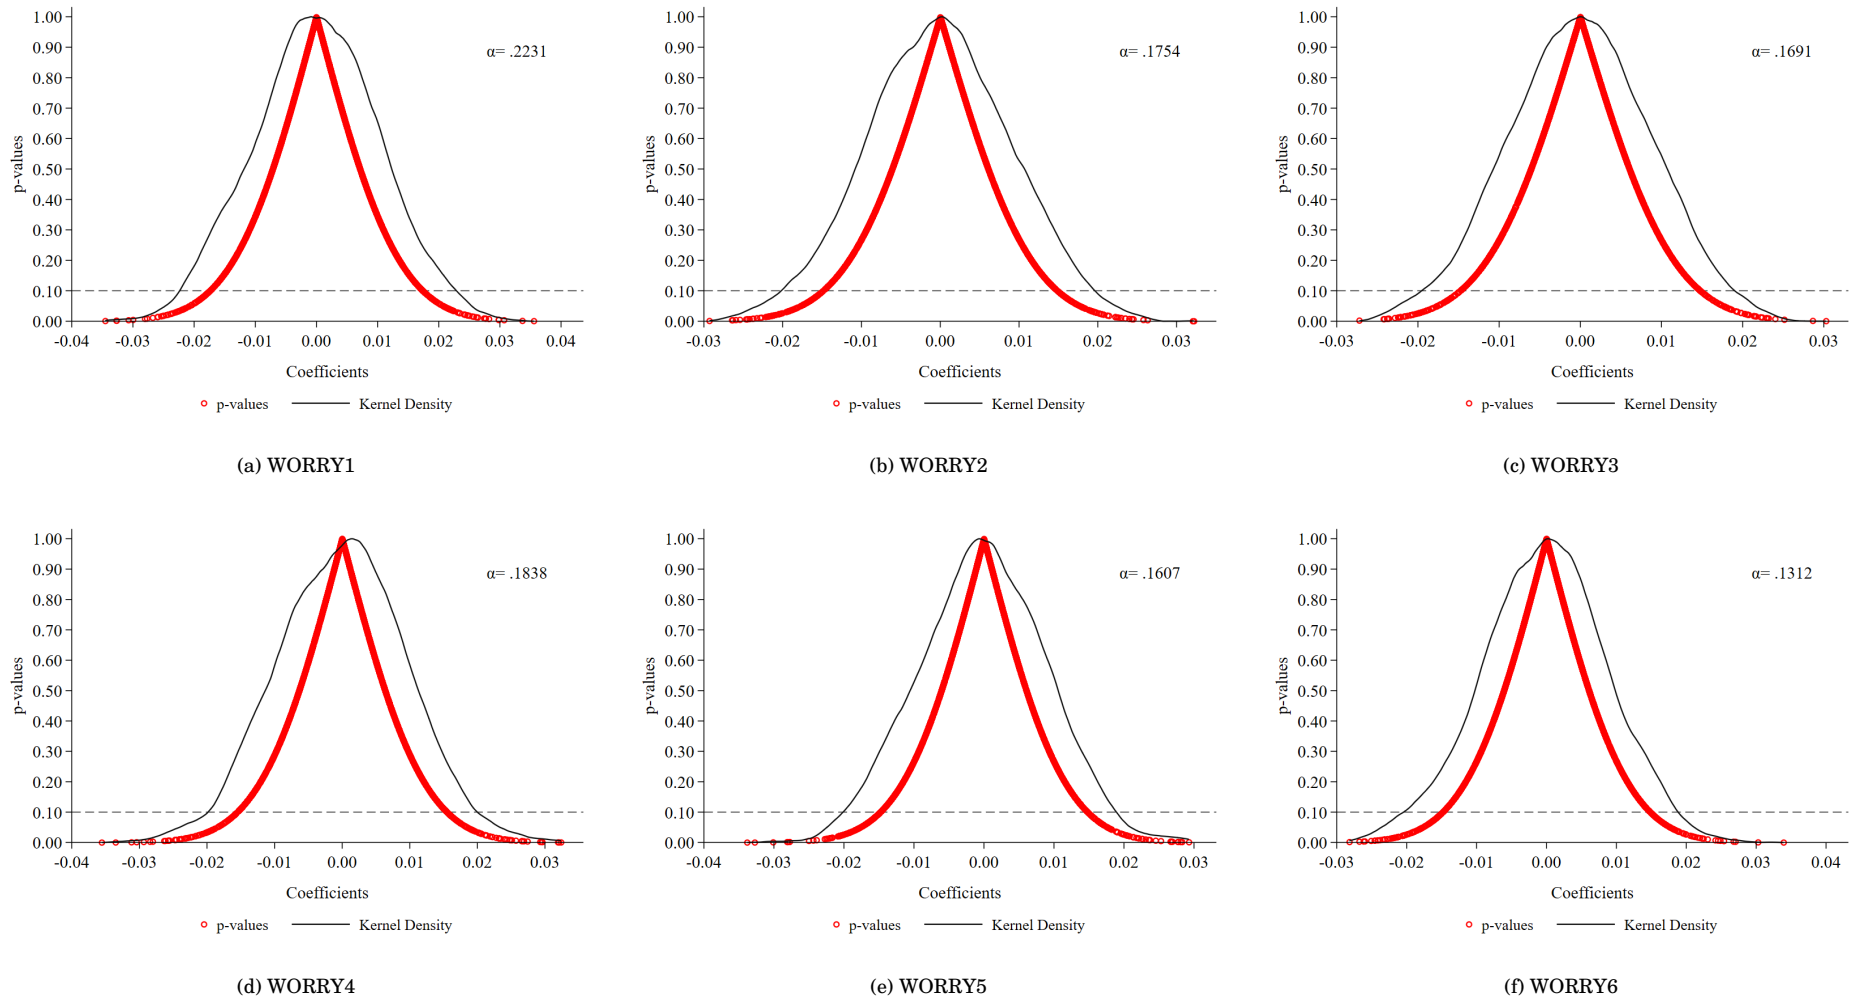 1.00
0.90
0.80
0.70
0.60
0.50
0.40
0.30
0.20
0.10
0.00
p-values
α= .2231
-0.04 -0.03 -0.02 -0.01 0.00 0.01 0.02 0.03 0.04
Coefficients
p-values Kernel Density
(a) WORRY1
1.00
0.90
0.80
0.70
0.60
0.50
0.40
0.30
0.20
0.10
0.00
p-values
α= .1754
-0.03 -0.02 -0.01 0.00 0.01 0.02 0.03
Coefficients
p-values Kernel Density
(b) WORRY2
1.00
0.90
0.80
0.70
0.60
0.50
0.40
0.30
0.20
0.10
0.00
p-values
α= .1691
-0.03 -0.02 -0.01 0.00 0.01 0.02 0.03
Coefficients
p-values Kernel Density
(c) WORRY3
1.00
0.90
0.80
0.70
0.60
0.50
0.40
0.30
0.20
0.10
0.00
p-values
α= .1838
-0.04 -0.03 -0.02 -0.01 0.00 0.01 0.02 0.03
Coefficients
p-values Kernel Density
(d) WORRY4
1.00
0.90
0.80
0.70
0.60
0.50
0.40
0.30
0.20
0.10
0.00
p-values
α= .1607
-0.04 -0.03 -0.02 -0.01 0.00 0.01 0.02 0.03
Coefficients
p-values Kernel Density
(e) WORRY5
1.00
0.90
0.80
0.70
0.60
0.50
0.40
0.30
0.20
0.10
0.00
p-values
α= .1312
-0.03 -0.02 -0.01 0.00 0.01 0.02 0.03 0.04
Coefficients
p-values Kernel Density
(f) WORRY6